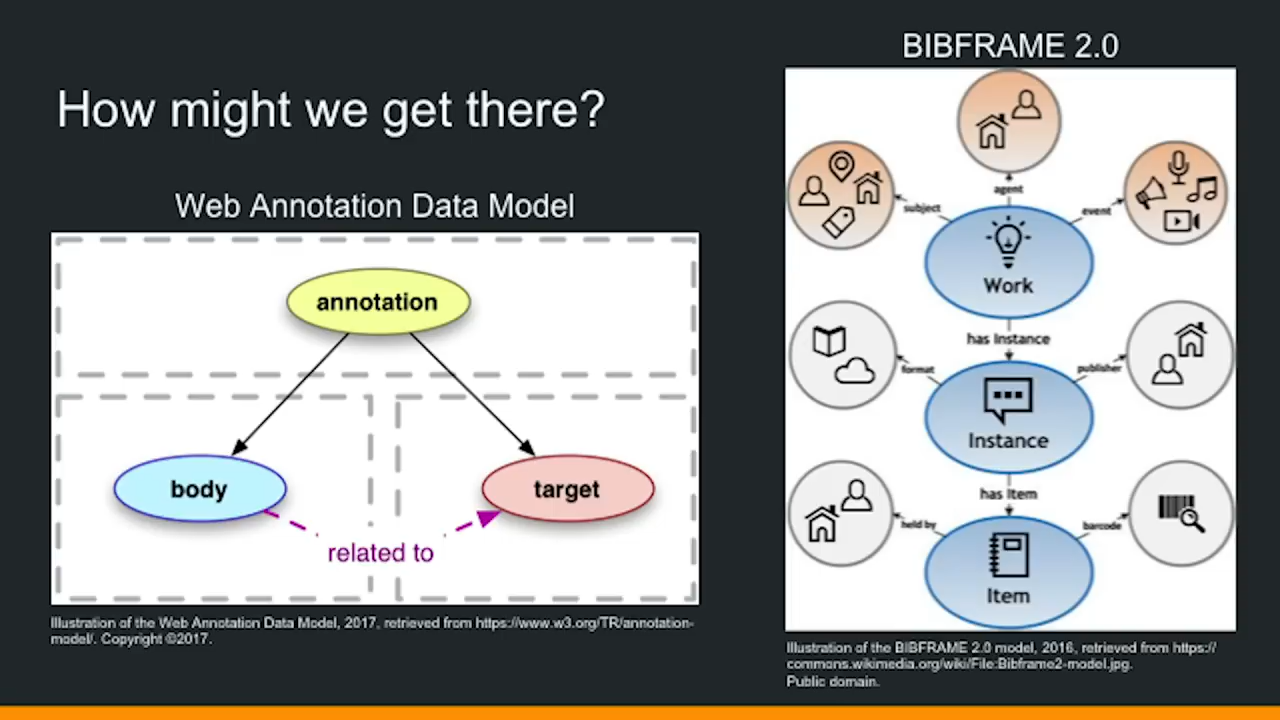 How might we get there?
Web Annotation Data Model
annotation
body
target
related to
Illustration of the Web Annotation Data Model, 2017, retrieved from https://www.w3.org/TR/annotation-
model/. Copyright ©2017.
BIBFRAME 2.0
agent
subject
event
Work
has Instance
format
publisher
Instance
has Item
held by
barcode
Item
Illustration of the BIBFRAME 2.0 model, 2016, retrieved from https://
commons.wikimedia.org/wiki/File:Bibframe2-model.jpg.
Public domain.